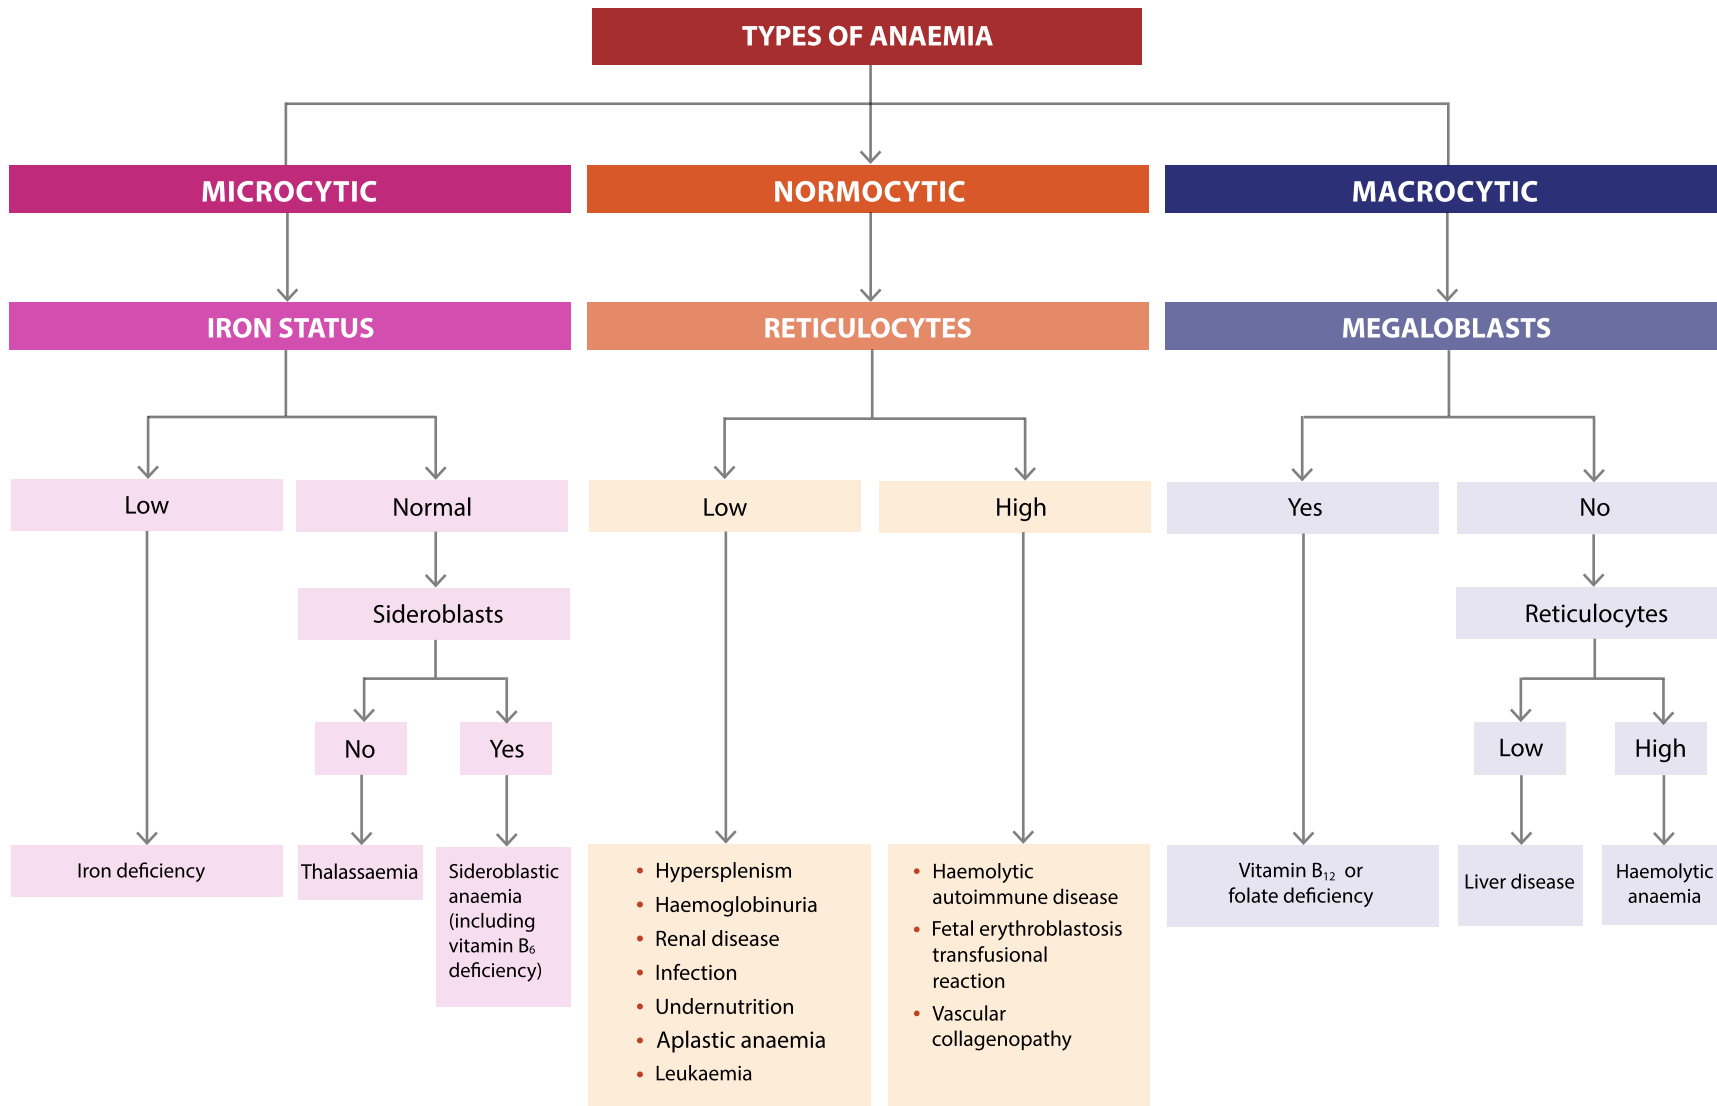 TYPES OF ANAEMIA
MICROCYTIC
NORMOCYTIC
MACROCYTIC
IRON STATUS
RETICULOCYTES
MEGALOBLASTS
Low
Normal
Low
High
Yes
No
Sideroblasts
Reticulocytes
No
Yes
Low
High
Iron deficiency
Thalassaemia
Sideroblastic
anaemia
(including
vitamin B₆
deficiency)
• Hypersplenism
• Haemoglobinuria
• Renal disease
• Infection
• Undernutrition
• Aplastic anaemia
• Leukaemia
• Haemolytic
autoimmune disease
• Fetal erythroblastosis
transfusional
reaction
• Vascular
collagenopathy
Vitamin B₁₂ or
folate deficiency
Liver disease
Haemolytic
anaemia